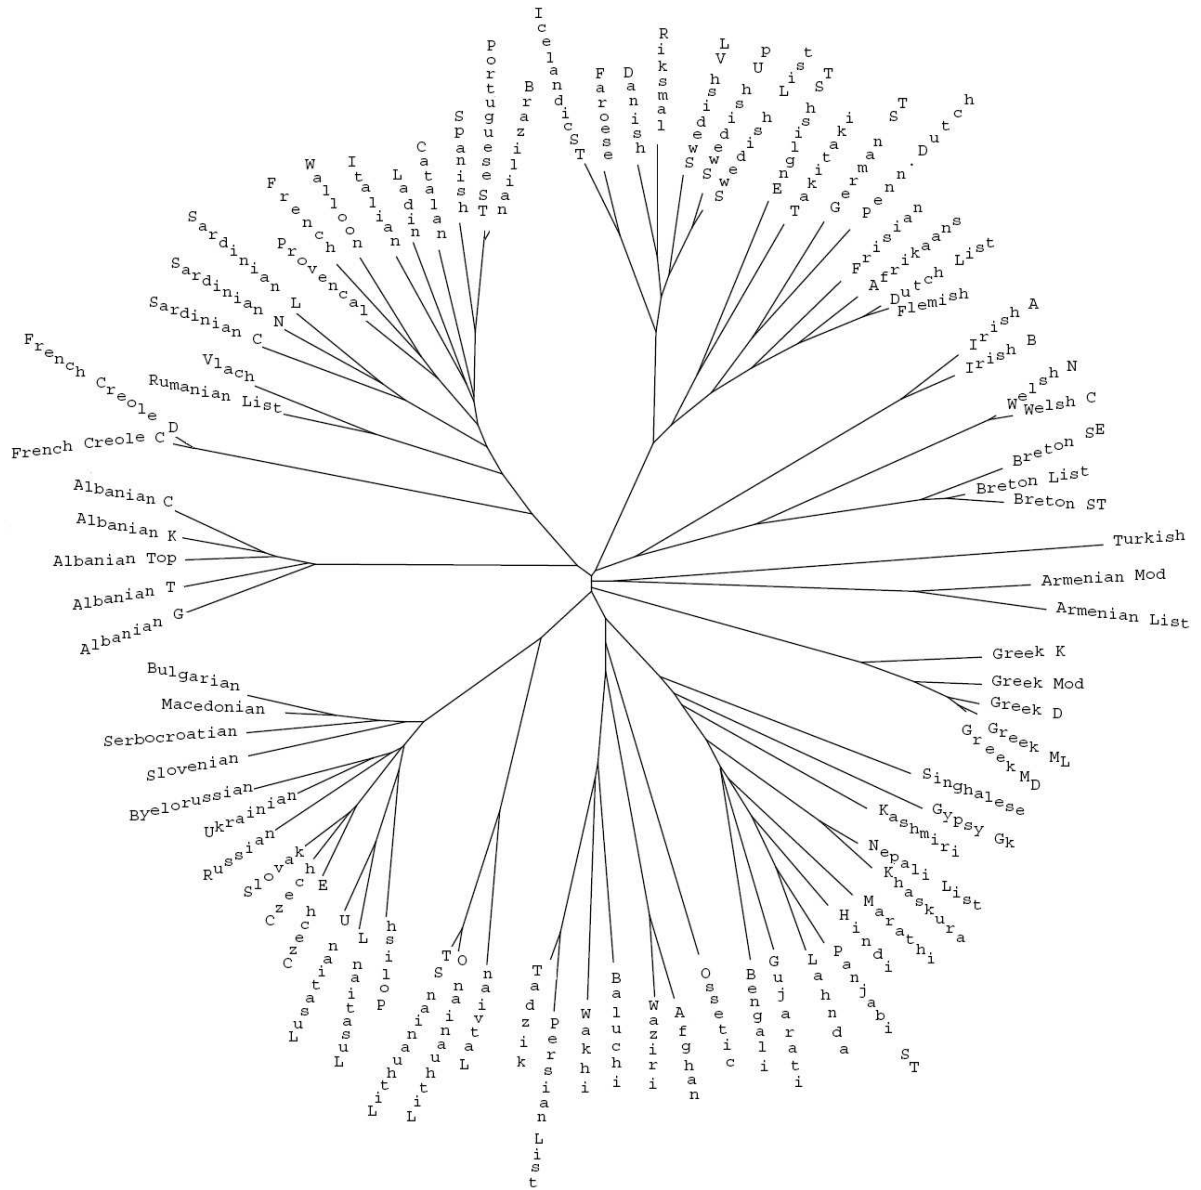 IcelandicST
Faroese
Danish
Riksmal
Swedish VL
Swedish Up
Swedish List
English ST
Takitaki
German ST
Penn. Dutch
Frisian
Afrikaans
Dutch List
Flemish
Irish A
Irish B
Welsh N
Welsh C
Breton SE
Breton List
Breton ST
Turkish
Armenian Mod
Armenian List
Greek K
Greek Mod
Greek D
Greek ML
Greek MD
Singhalese
Gypsy Gk
Kashmiri
Nepali List
Khaskura
Marathi
Hindi
Panjabi ST
Lahnda
Gujarati
Bengali
Ossetic
Afghan
Waziri
Baluchi
Wakhi
Persian List
Tadzik
Latvian
Lithuanian O
Lithuanian ST
Polish
Lusatian L
Lusatian U
Czech E
Czech
Slovak
Russian
Ukrainian
Byelorussian
Slovenian
Serbocroatian
Macedonian
Bulgarian
Albanian G
Albanian T
Albanian Top
Albanian K
Albanian C
French Creole C
French Creole D
Rumanian List
Vlach
Sardinian C
Sardinian N
Sardinian L
Provencal
French
Walloon
Italian
Ladin
Catalan
Spanish
Portuguese ST
Brazilian